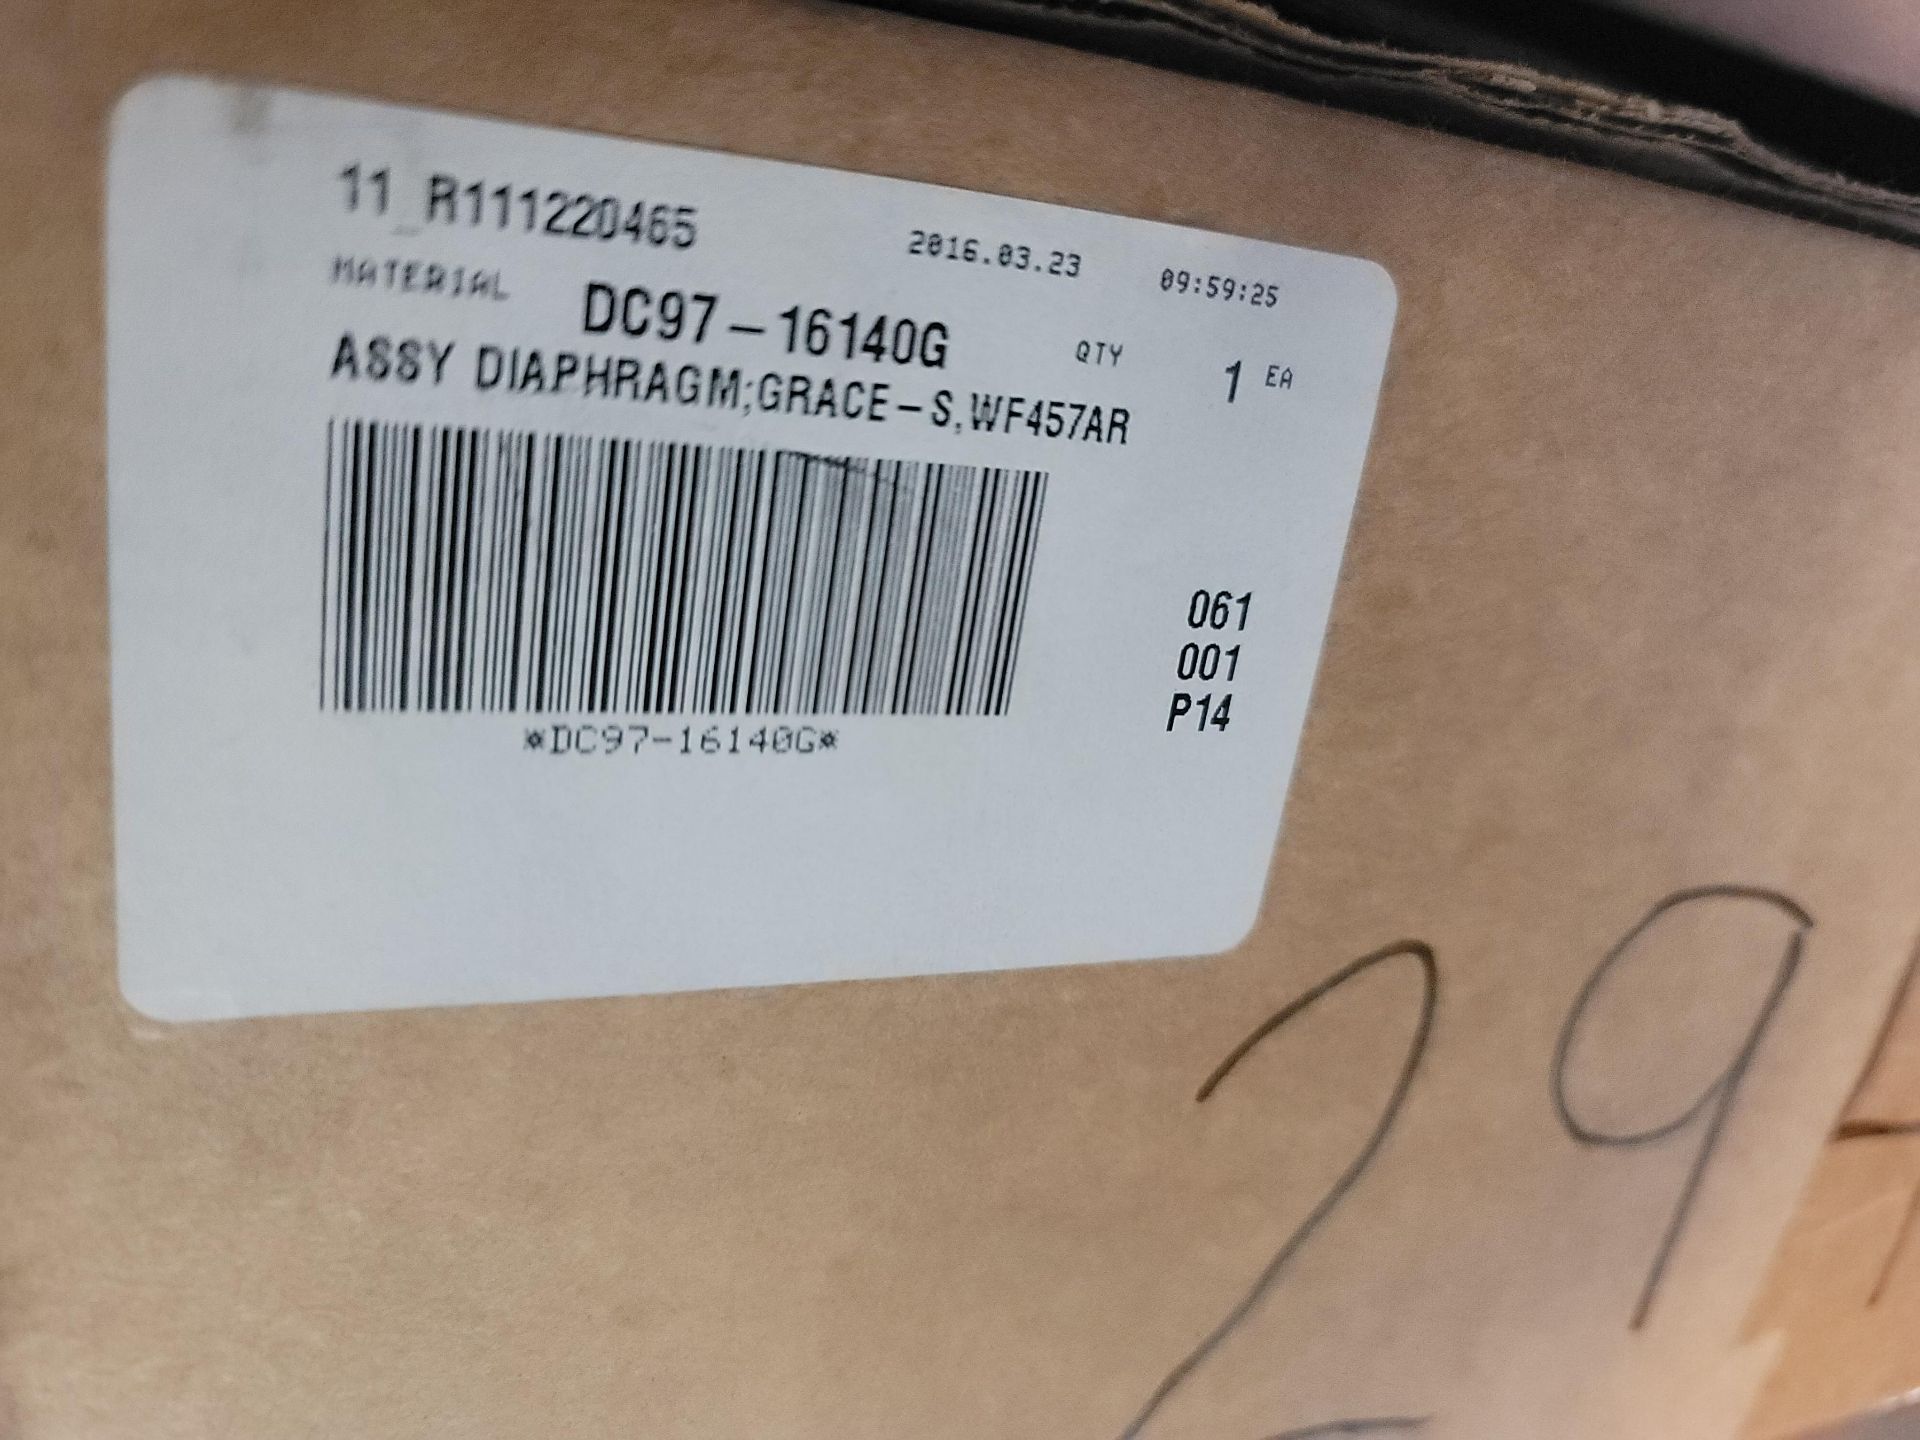 11_R111220465 2016.03.23 09:59:25
MATERIAL DC97-16140G QTY 1 EA
ASSY DIAPHRAGM;GRACE-S,WF457AR
061
001
P14
*DC97-16140G*
29